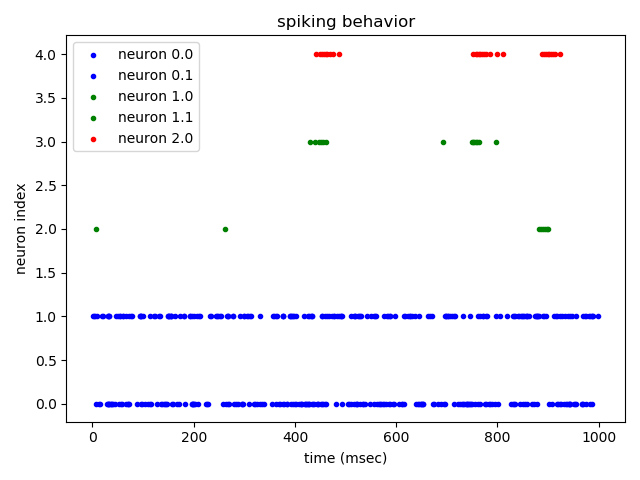 spiking behavior
4.0
3.5
3.0
2.5
2.0
1.5
1.0
0.5
0.0
neuron index
neuron 0.0
neuron 0.1
neuron 1.0
neuron 1.1
neuron 2.0
0 200 400 600 800 1000
time (msec)